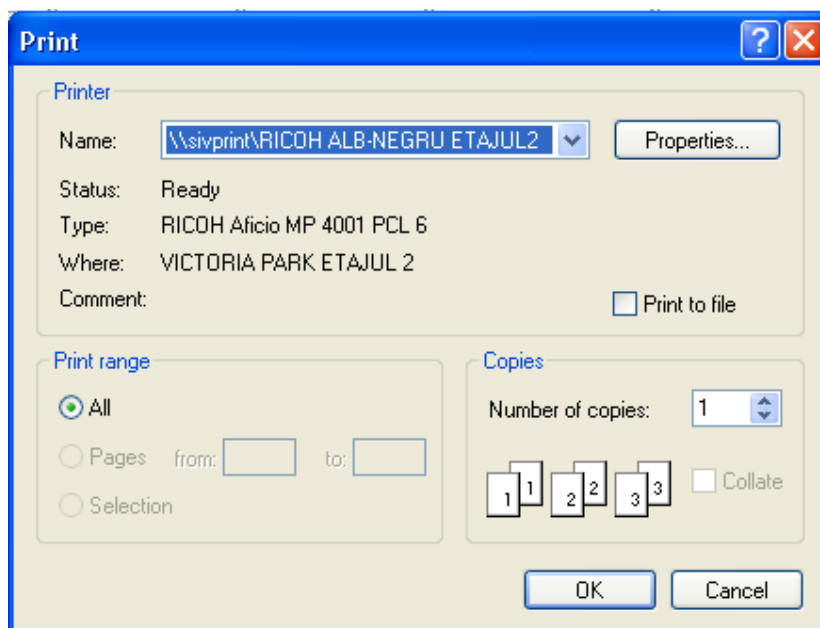 Print
Printer
Name: \\sivprint\RICOH ALB-NEGRU ETAJUL2 Properties...
Status: Ready
Type: RICOH Aficio MP 4001 PCL 6
Where: VICTORIA PARK ETAJUL 2
Comment: Print to file
Print range
All
Pages from: to:
Selection
Copies
Number of copies: 1
1 1 2 2 3 3 Collate
OK Cancel